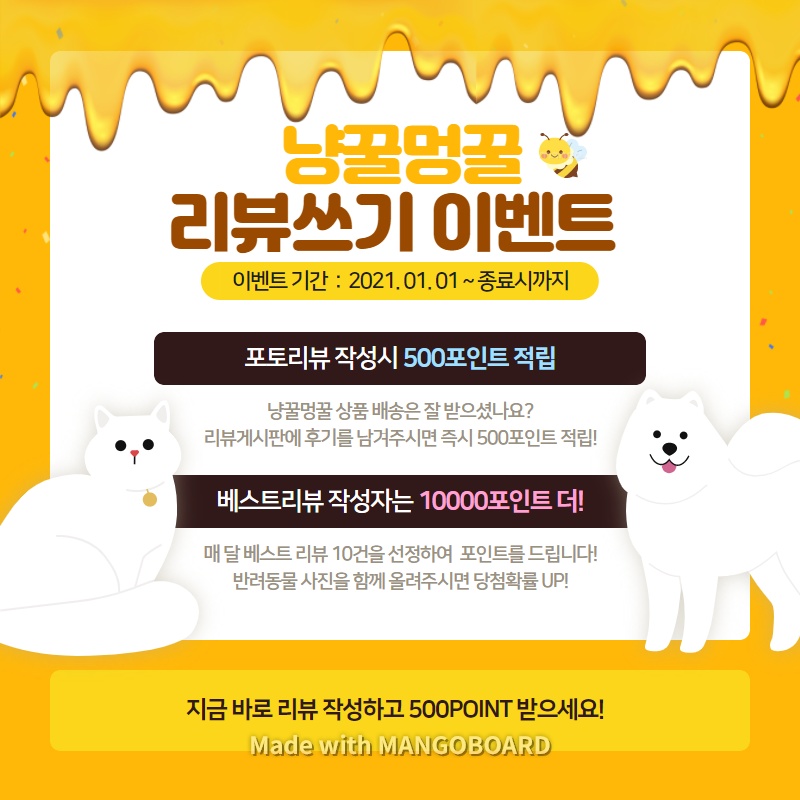 냥꿀멍꿀
리뷰쓰기 이벤트
이벤트 기간 : 2021. 01. 01 ~ 종료시까지
포토리뷰 작성시 500포인트 적립
냥꿀멍꿀 상품 배송은 잘 받으셨나요?
리뷰게시판에 후기를 남겨주시면 즉시 500포인트 적립!
베스트리뷰 작성자는 10000포인트 더!
매 달 베스트 리뷰 10건을 선정하여 포인트를 드립니다!
반려동물 사진을 함께 올려주시면 당첨확률 UP!
지금 바로 리뷰 작성하고 500POINT 받으세요!
Made with MANGOBOARD